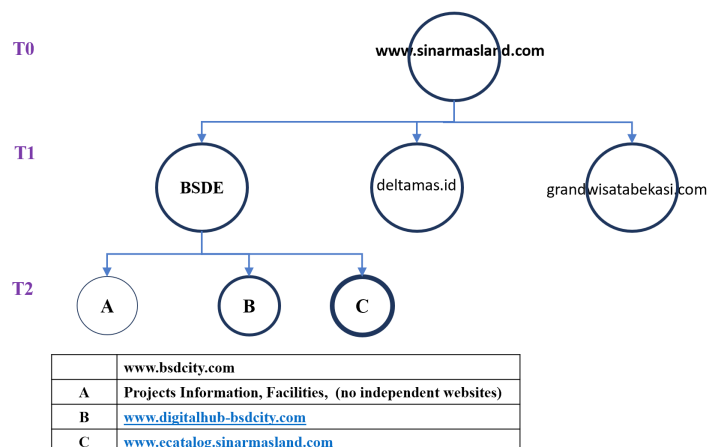 T0
www.sinarmasland.com
T1
BSDE
deltamas.id
grandwisatabekasi.com
T2
A
B
C
www.bsdcity.com
A Projects Information, Facilities, (no independent websites)
B www.digitalhub-bsdcity.com
C www.ecatalog.sinarmasland.com